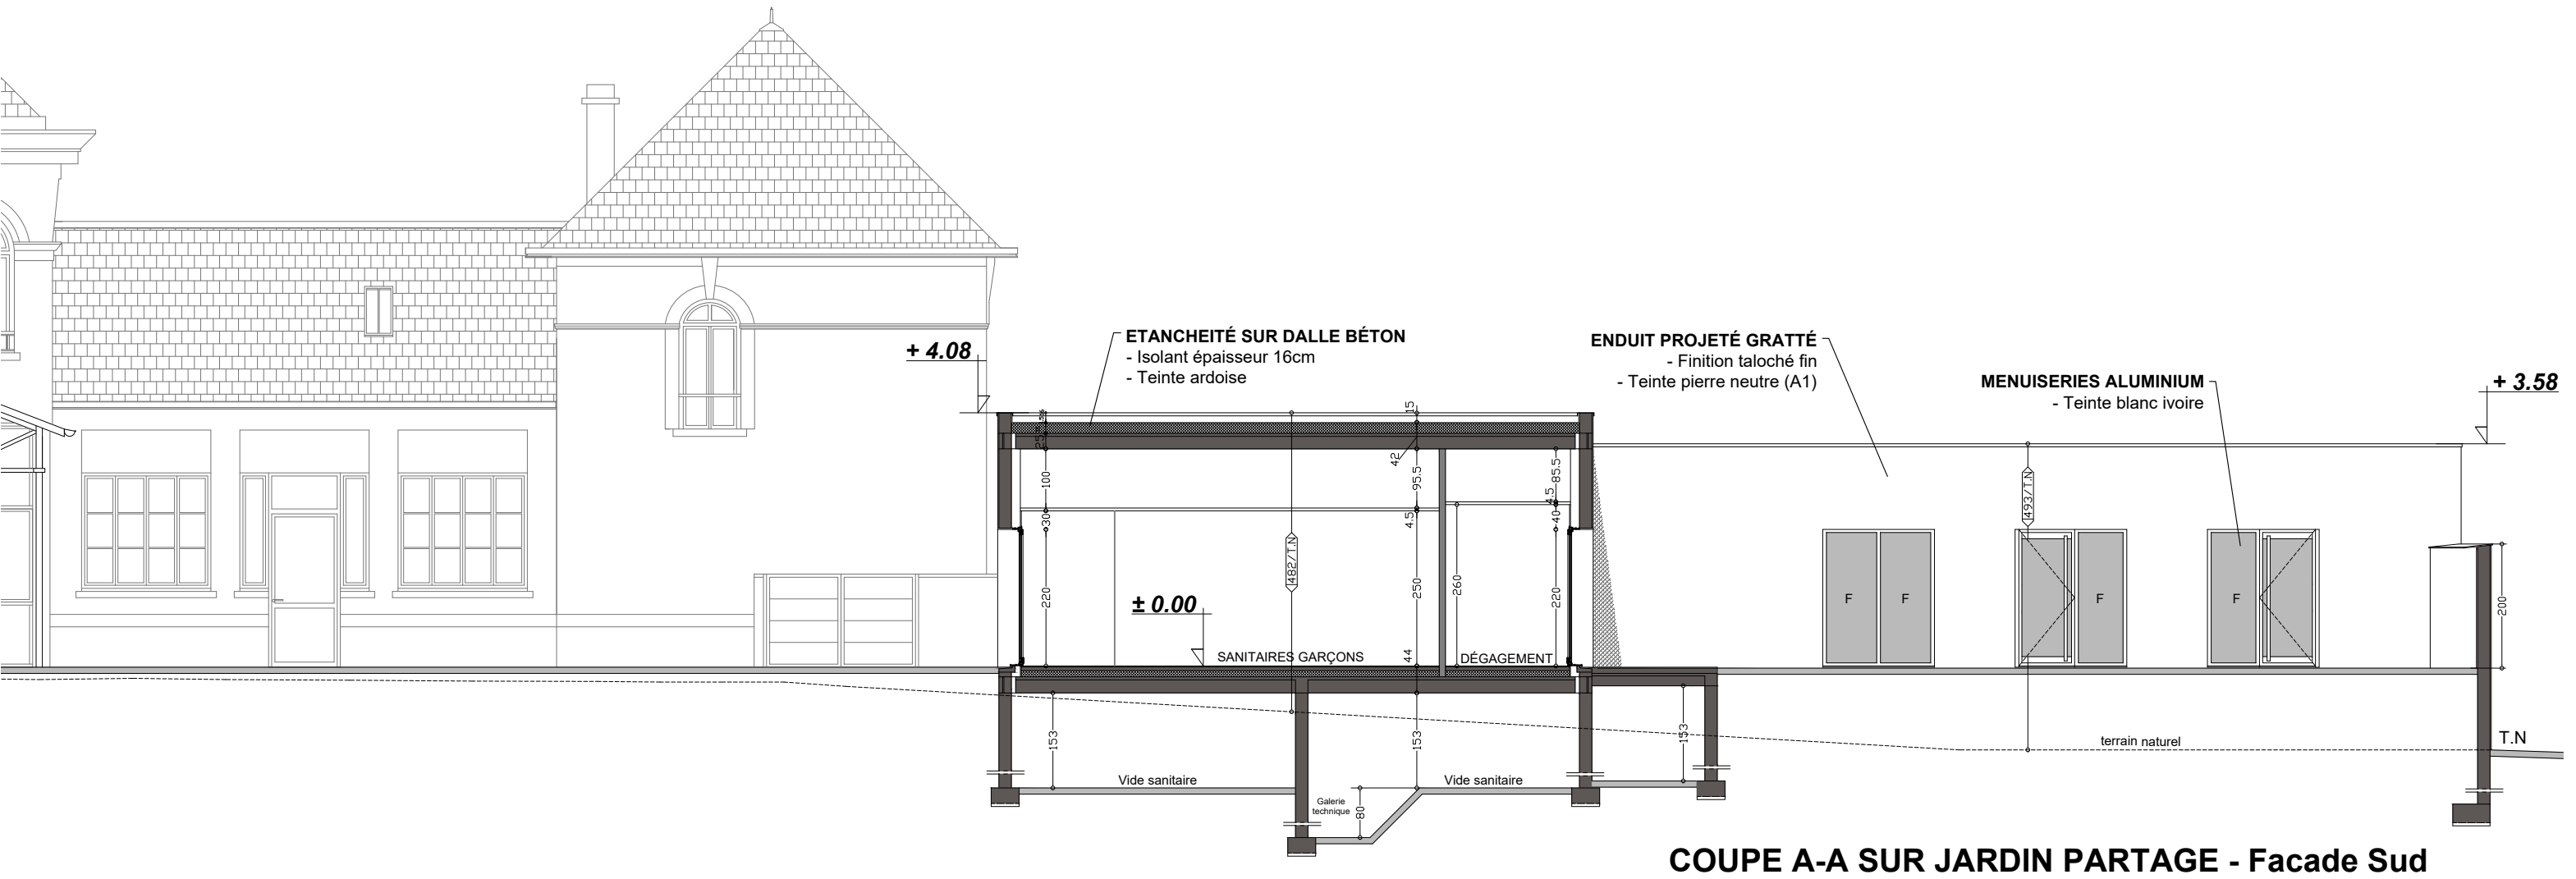 + 4.08
ETANCHEITÉ SUR DALLE BÉTON
- Isolant épaisseur 16cm
- Teinte ardoise
ENDUIT PROJETÉ GRATTÉ
- Finition taloché fin
- Teinte pierre neutre (A1)
MENUISERIES ALUMINIUM
- Teinte blanc ivoire
+ 3.58
15
42
100
95.5
85.5
4.5
30
4.5
40
482/T.N
493/T.N
220
250
260
220
± 0.00
44
SANITAIRES GARÇONS
DÉGAGEMENT
F
F
F
F
200
153
153
153
terrain naturel
T.N
Vide sanitaire
Vide sanitaire
Galerie
technique
80
COUPE A-A SUR JARDIN PARTAGE - Facade Sud